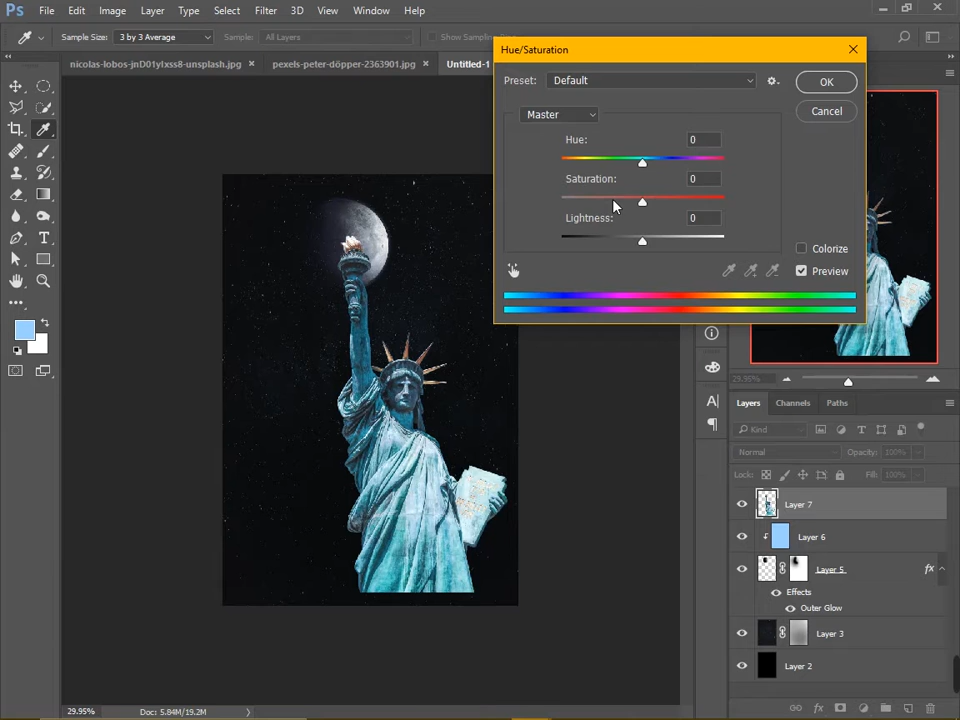 Ps File Edit Image Layer Type Select Filter 3D View Window Help
Sample Size: 3 by 3 Average Sample: All Layers Show Sampling
nicolas-lobos-jnD01yIxss8-unsplash.jpg pexels-peter-döpper-2363901.jpg Untitled-1
Hue/Saturation
Preset: Default
OK
Cancel
Master
Hue: 0
Saturation: 0
Lightness: 0
Colorize
Preview
29.95%
Layers Channels Paths
Kind
Normal Opacity: 100%
Lock: Fill: 100%
Layer 7
Layer 6
Layer 5 fx
Effects
Outer Glow
Layer 3
Layer 2
29.95% Doc: 5.84M/19.2M
fx